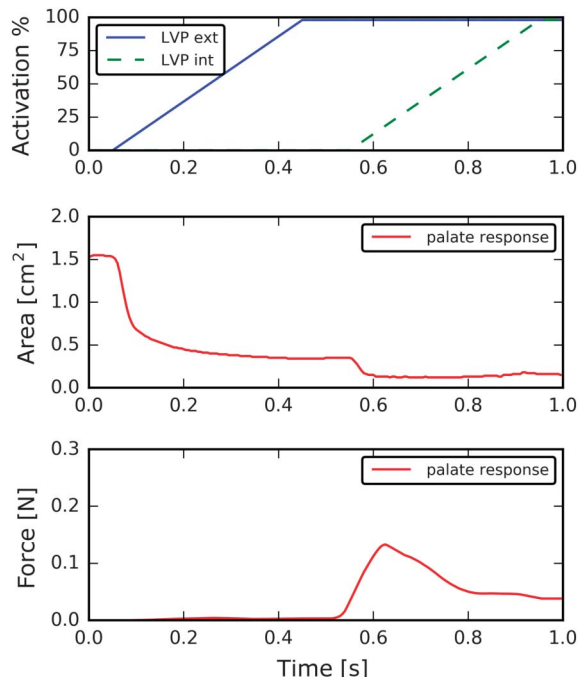 Activation %
100
75
50
25
0
LVP ext
LVP int
0.0 0.2 0.4 0.6 0.8 1.0
Area [cm²]
2.0
1.5
1.0
0.5
0.0
palate response
0.0 0.2 0.4 0.6 0.8 1.0
Force [N]
0.3
0.2
0.1
0.0
palate response
0.0 0.2 0.4 0.6 0.8 1.0
Time [s]